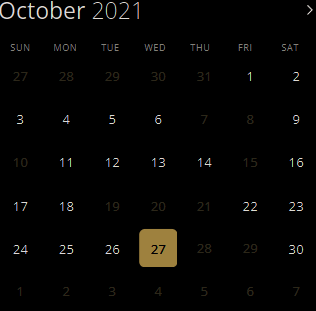 October 2021 >
SUN MON TUE WED THU FRI SAT
27 28 29 30 31 1 2
3 4 5 6 7 8 9
10 11 12 13 14 15 16
17 18 19 20 21 22 23
24 25 26 27 28 29 30
1 2 3 4 5 6 7